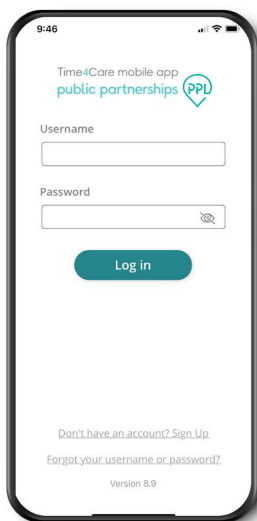 9:46
Time4Care mobile app
public partnerships PPL
Username
Password
Log in
Don't have an account? Sign Up
Forgot your username or password?
Version 8.9